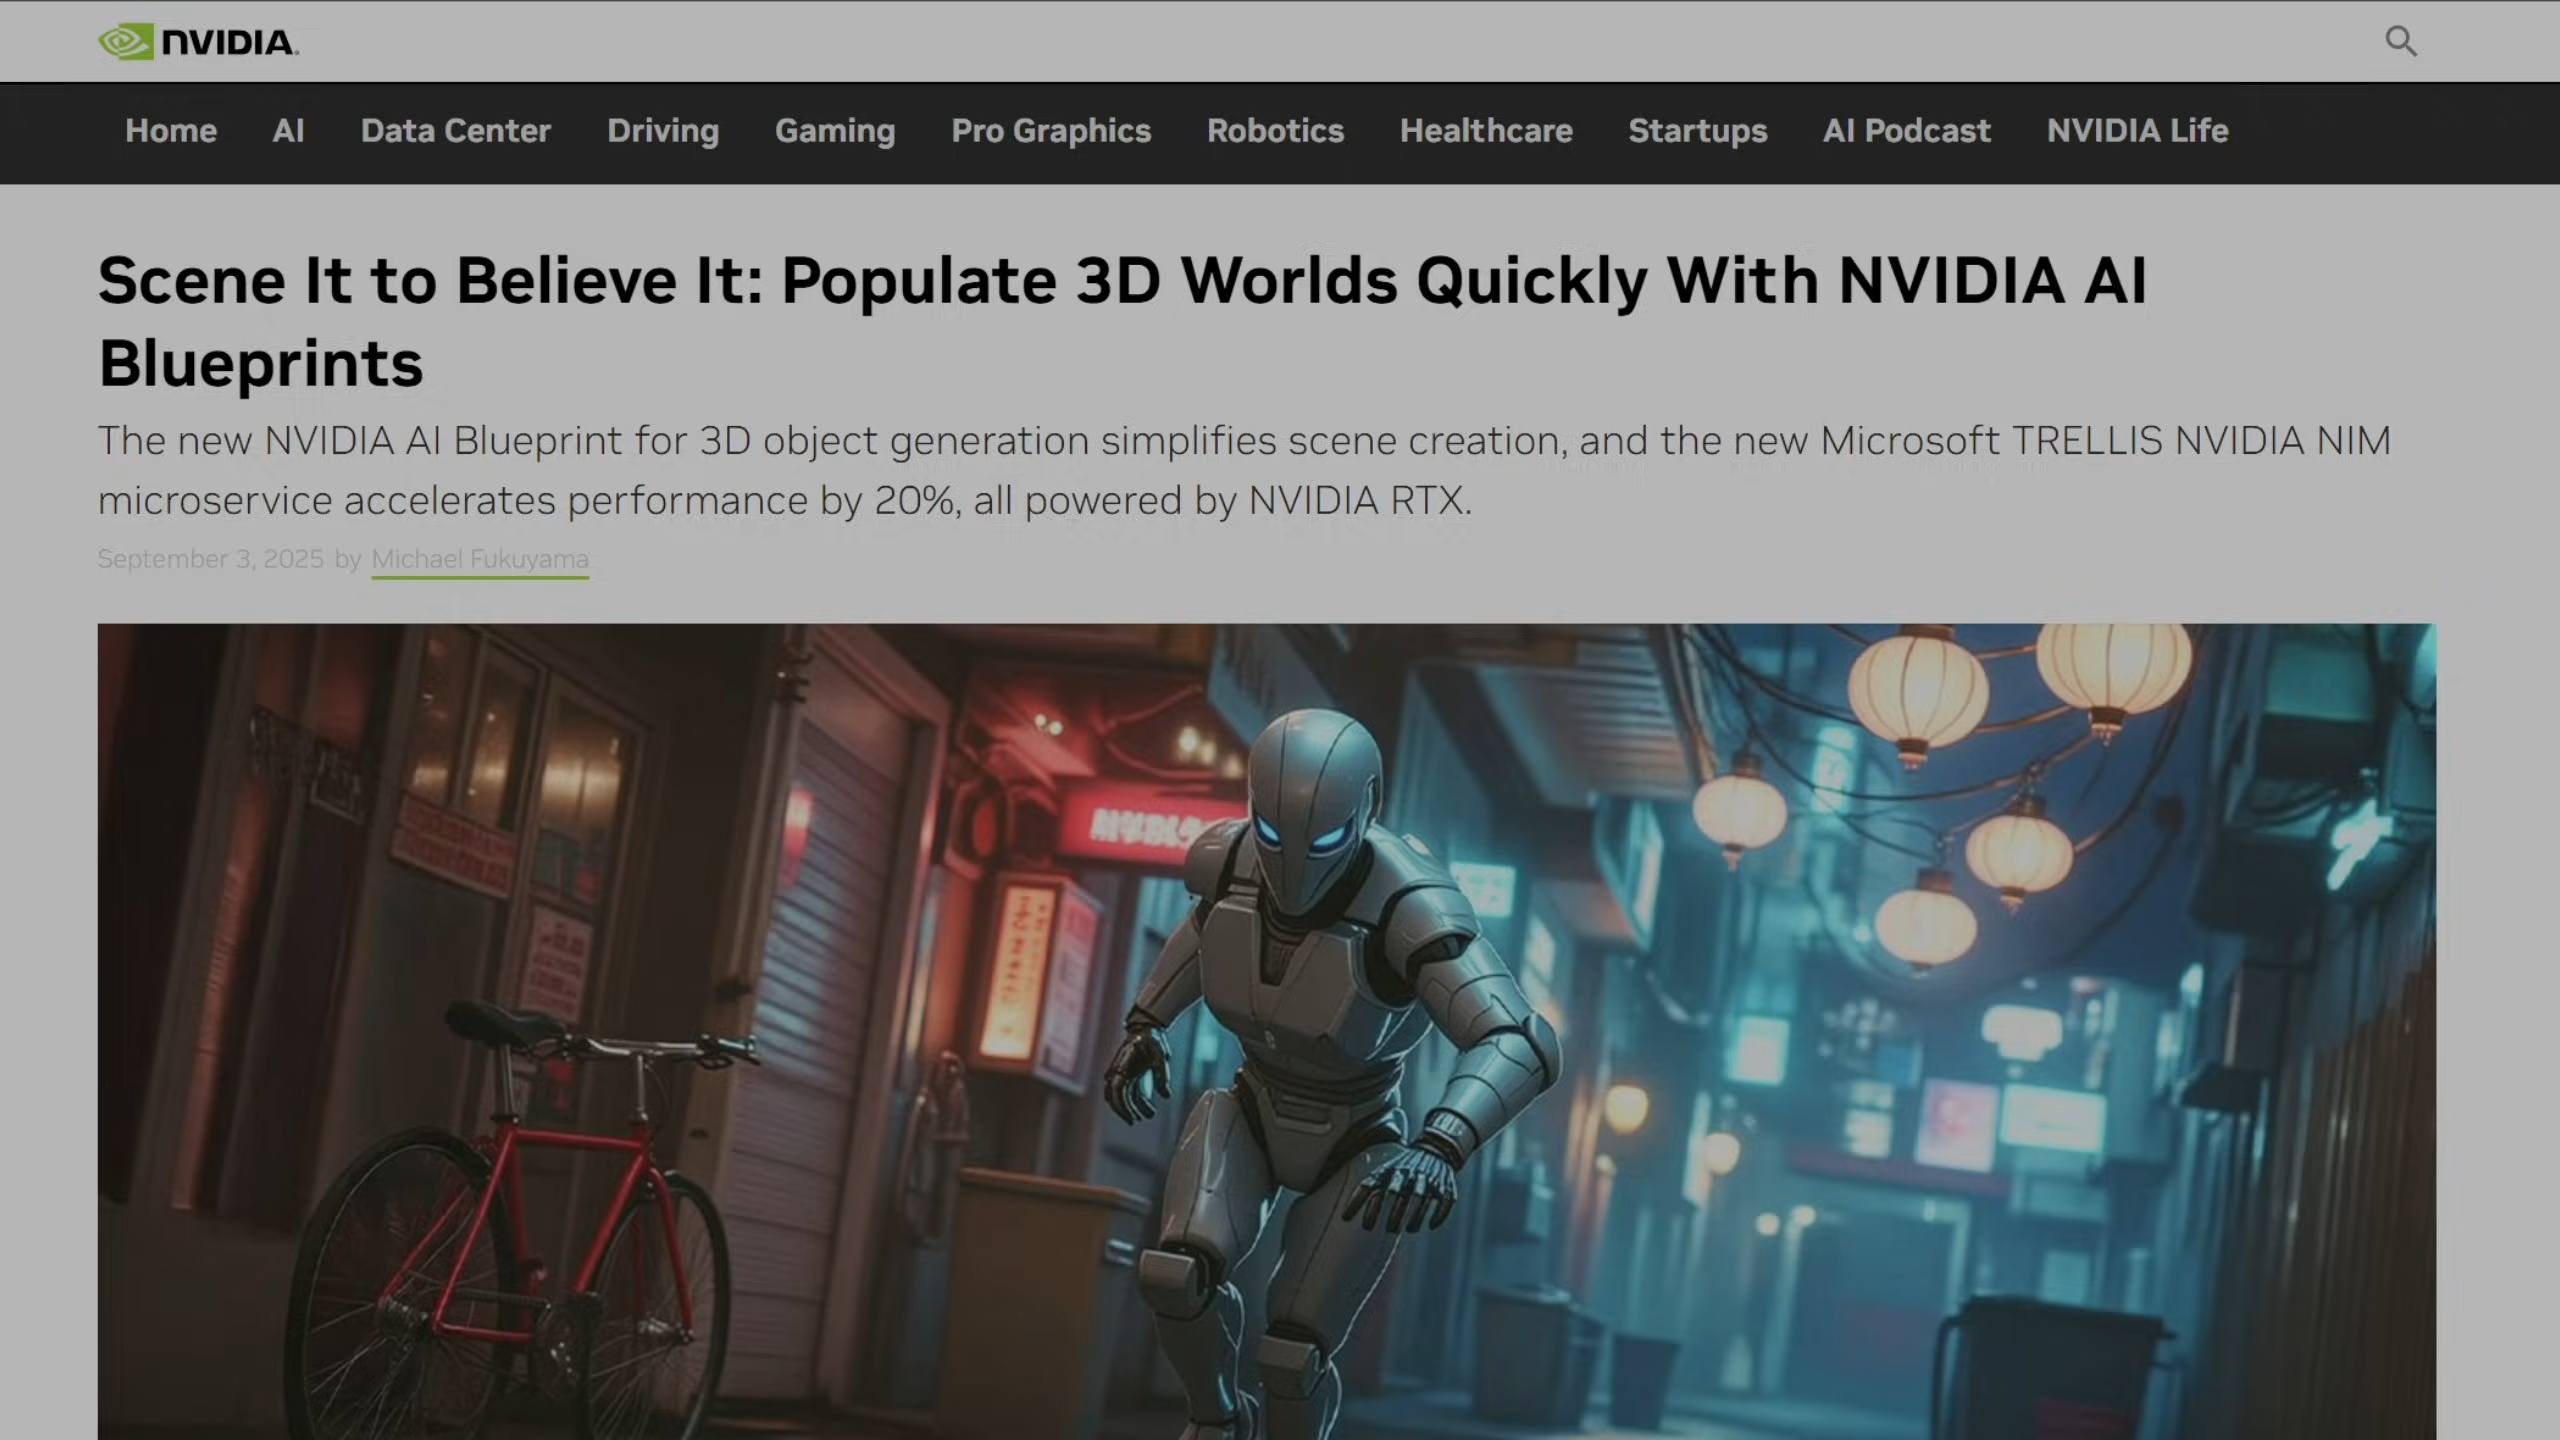 NVIDIA.
Home AI Data Center Driving Gaming Pro Graphics Robotics Healthcare Startups AI Podcast NVIDIA Life
Scene It to Believe It: Populate 3D Worlds Quickly With NVIDIA AI
Blueprints
The new NVIDIA AI Blueprint for 3D object generation simplifies scene creation, and the new Microsoft TRELLIS NVIDIA NIM
microservice accelerates performance by 20%, all powered by NVIDIA RTX.
September 3, 2025 by Michael Fukuyama